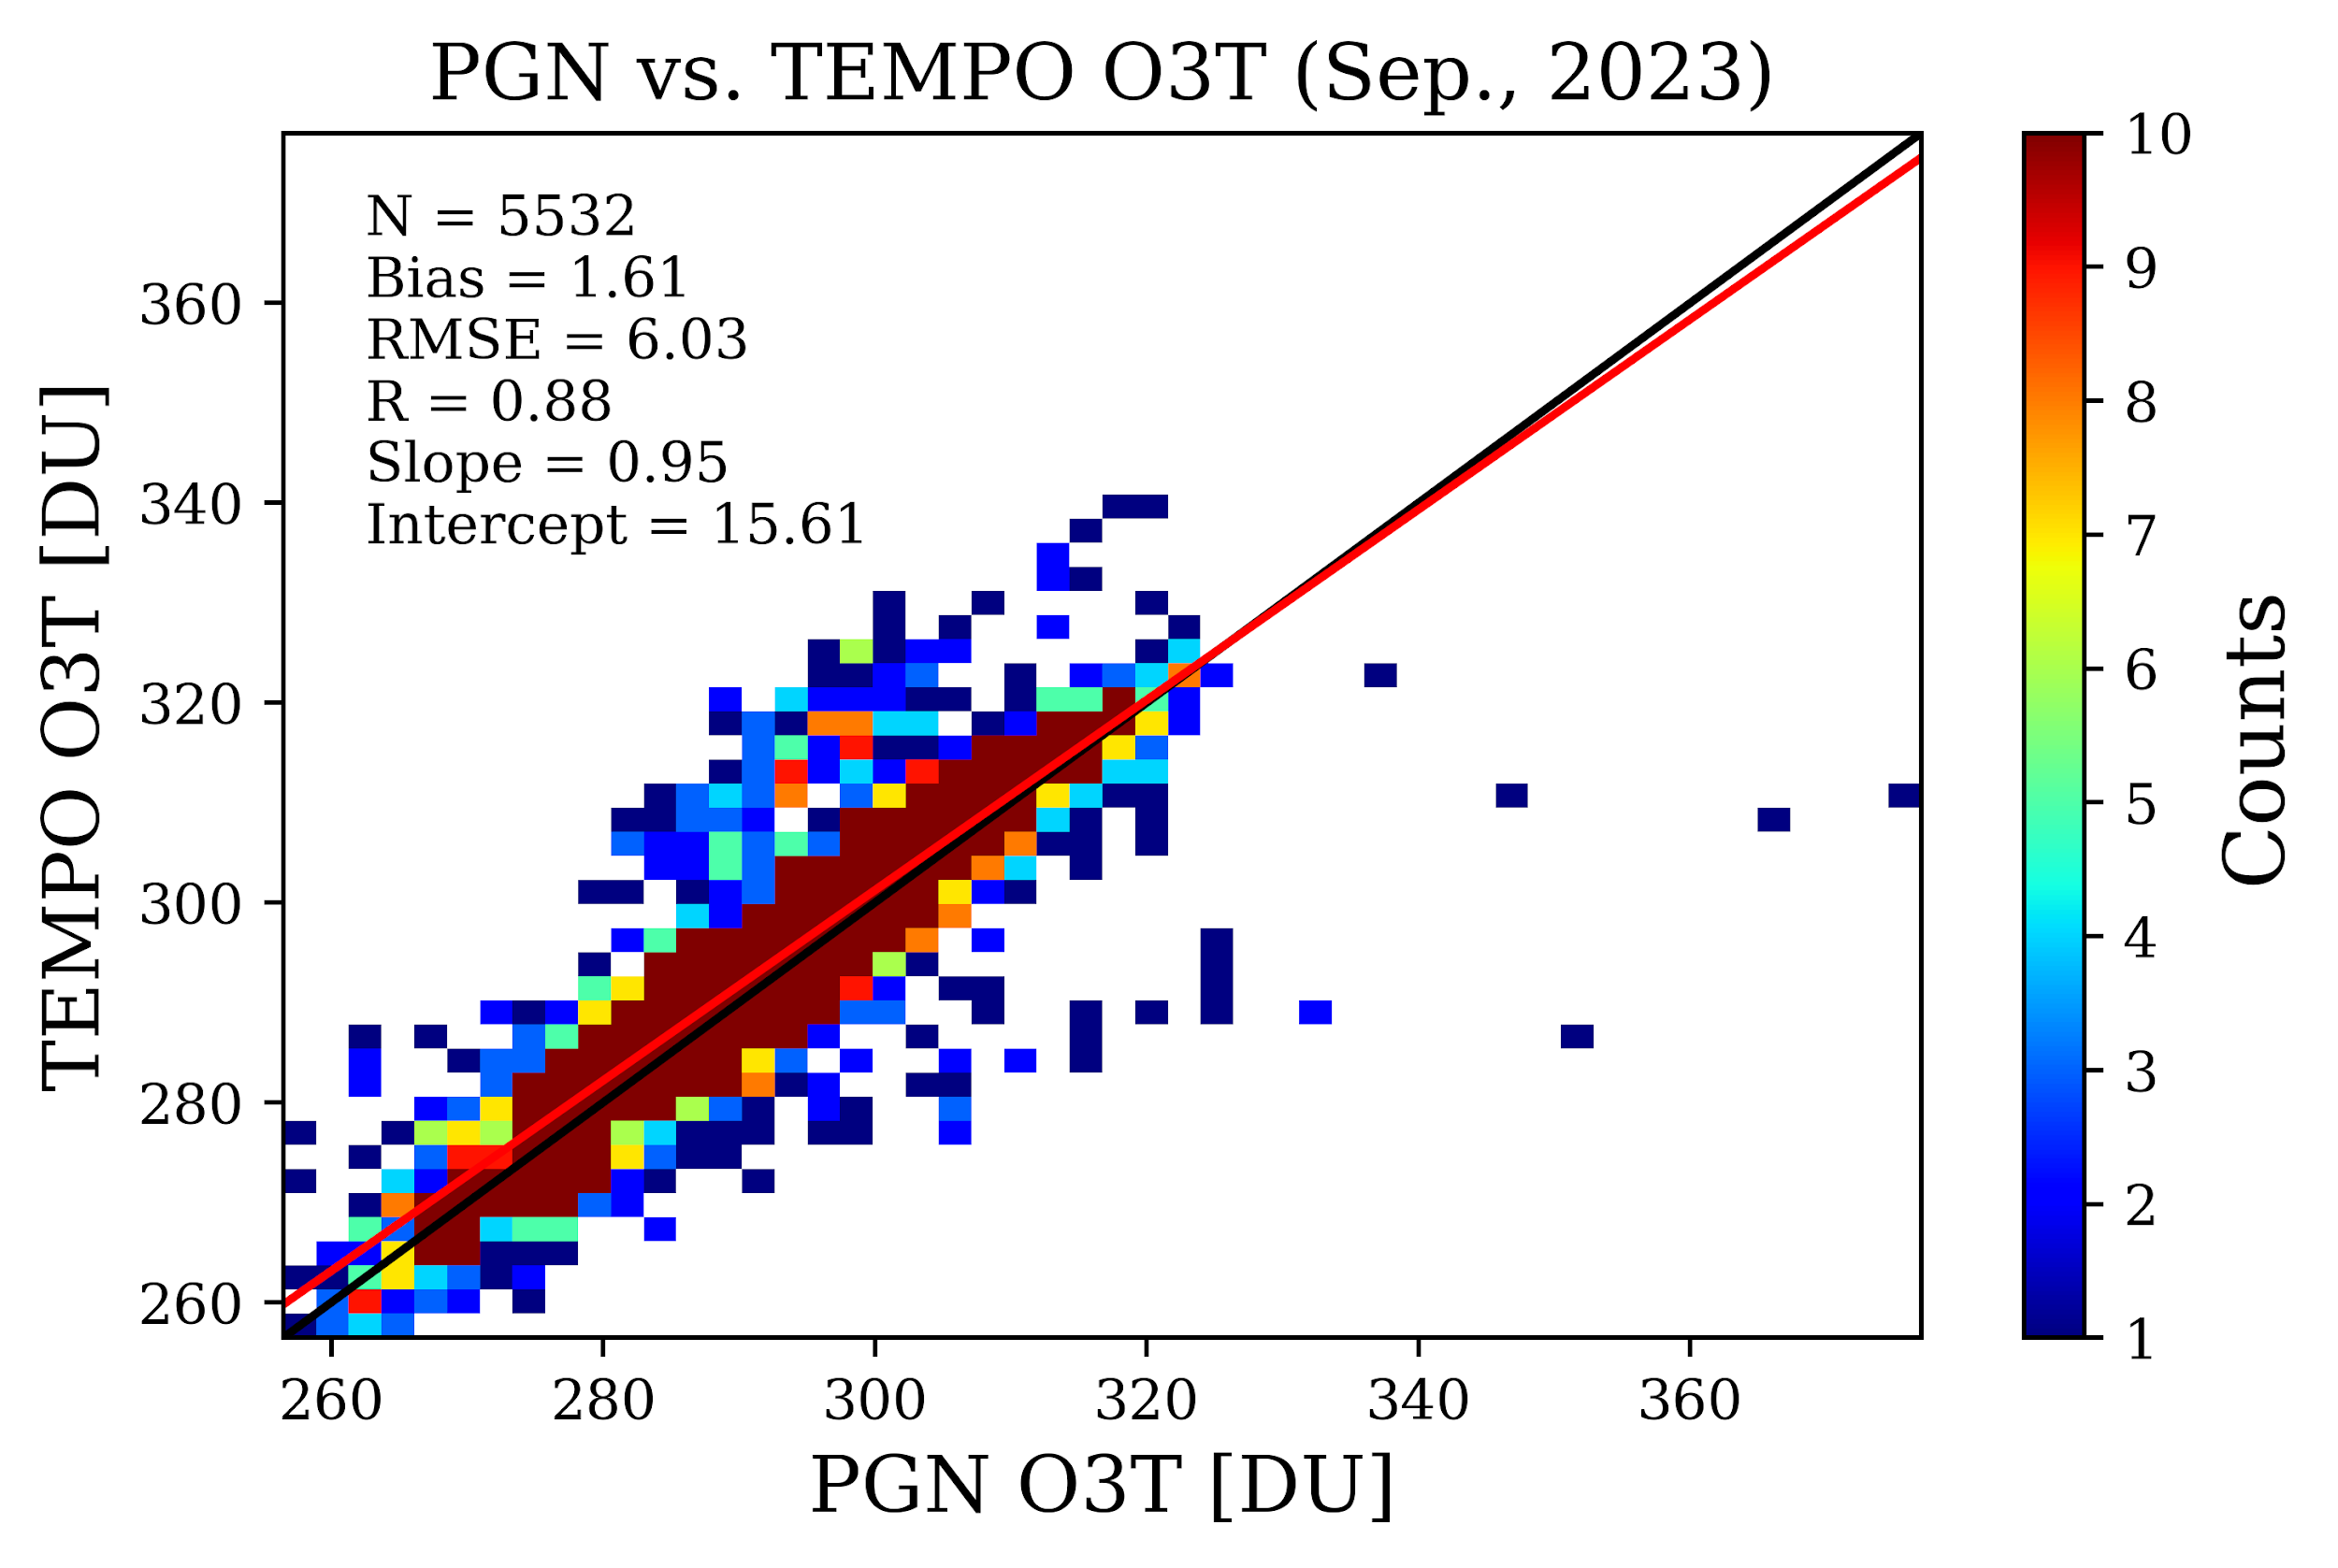 PGN vs. TEMPO O3T (Sep., 2023)
N = 5532
Bias = 1.61
RMSE = 6.03
R = 0.88
Slope = 0.95
Intercept = 15.61
TEMPO O3T [DU]
360
340
320
300
280
260
260 280 300 320 340 360
PGN O3T [DU]
10
9
8
7
6
5
4
3
2
1
Counts